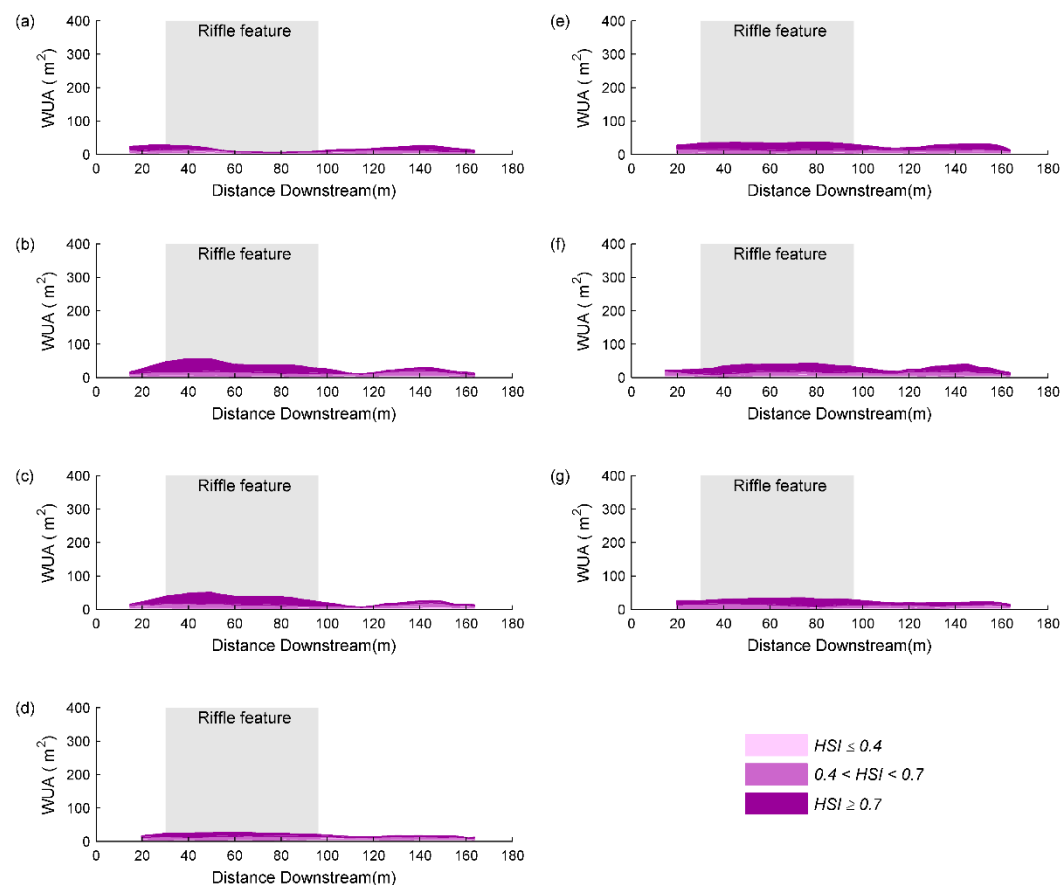 (a)
Riffle feature
400
300
200
100
0
WUA ( m²)
0 20 40 60 80 100 120 140 160 180
Distance Downstream(m)
(e)
Riffle feature
400
300
200
100
0
WUA ( m²)
0 20 40 60 80 100 120 140 160 180
Distance Downstream(m)
(b)
Riffle feature
400
300
200
100
0
WUA ( m²)
0 20 40 60 80 100 120 140 160 180
Distance Downstream(m)
(f)
Riffle feature
400
300
200
100
0
WUA ( m²)
0 20 40 60 80 100 120 140 160 180
Distance Downstream(m)
(c)
Riffle feature
400
300
200
100
0
WUA ( m²)
0 20 40 60 80 100 120 140 160 180
Distance Downstream(m)
(g)
Riffle feature
400
300
200
100
0
WUA ( m²)
0 20 40 60 80 100 120 140 160 180
Distance Downstream(m)
(d)
Riffle feature
400
300
200
100
0
WUA ( m²)
0 20 40 60 80 100 120 140 160 180
Distance Downstream(m)
HSI ≤ 0.4
0.4 < HSI < 0.7
HSI ≥ 0.7